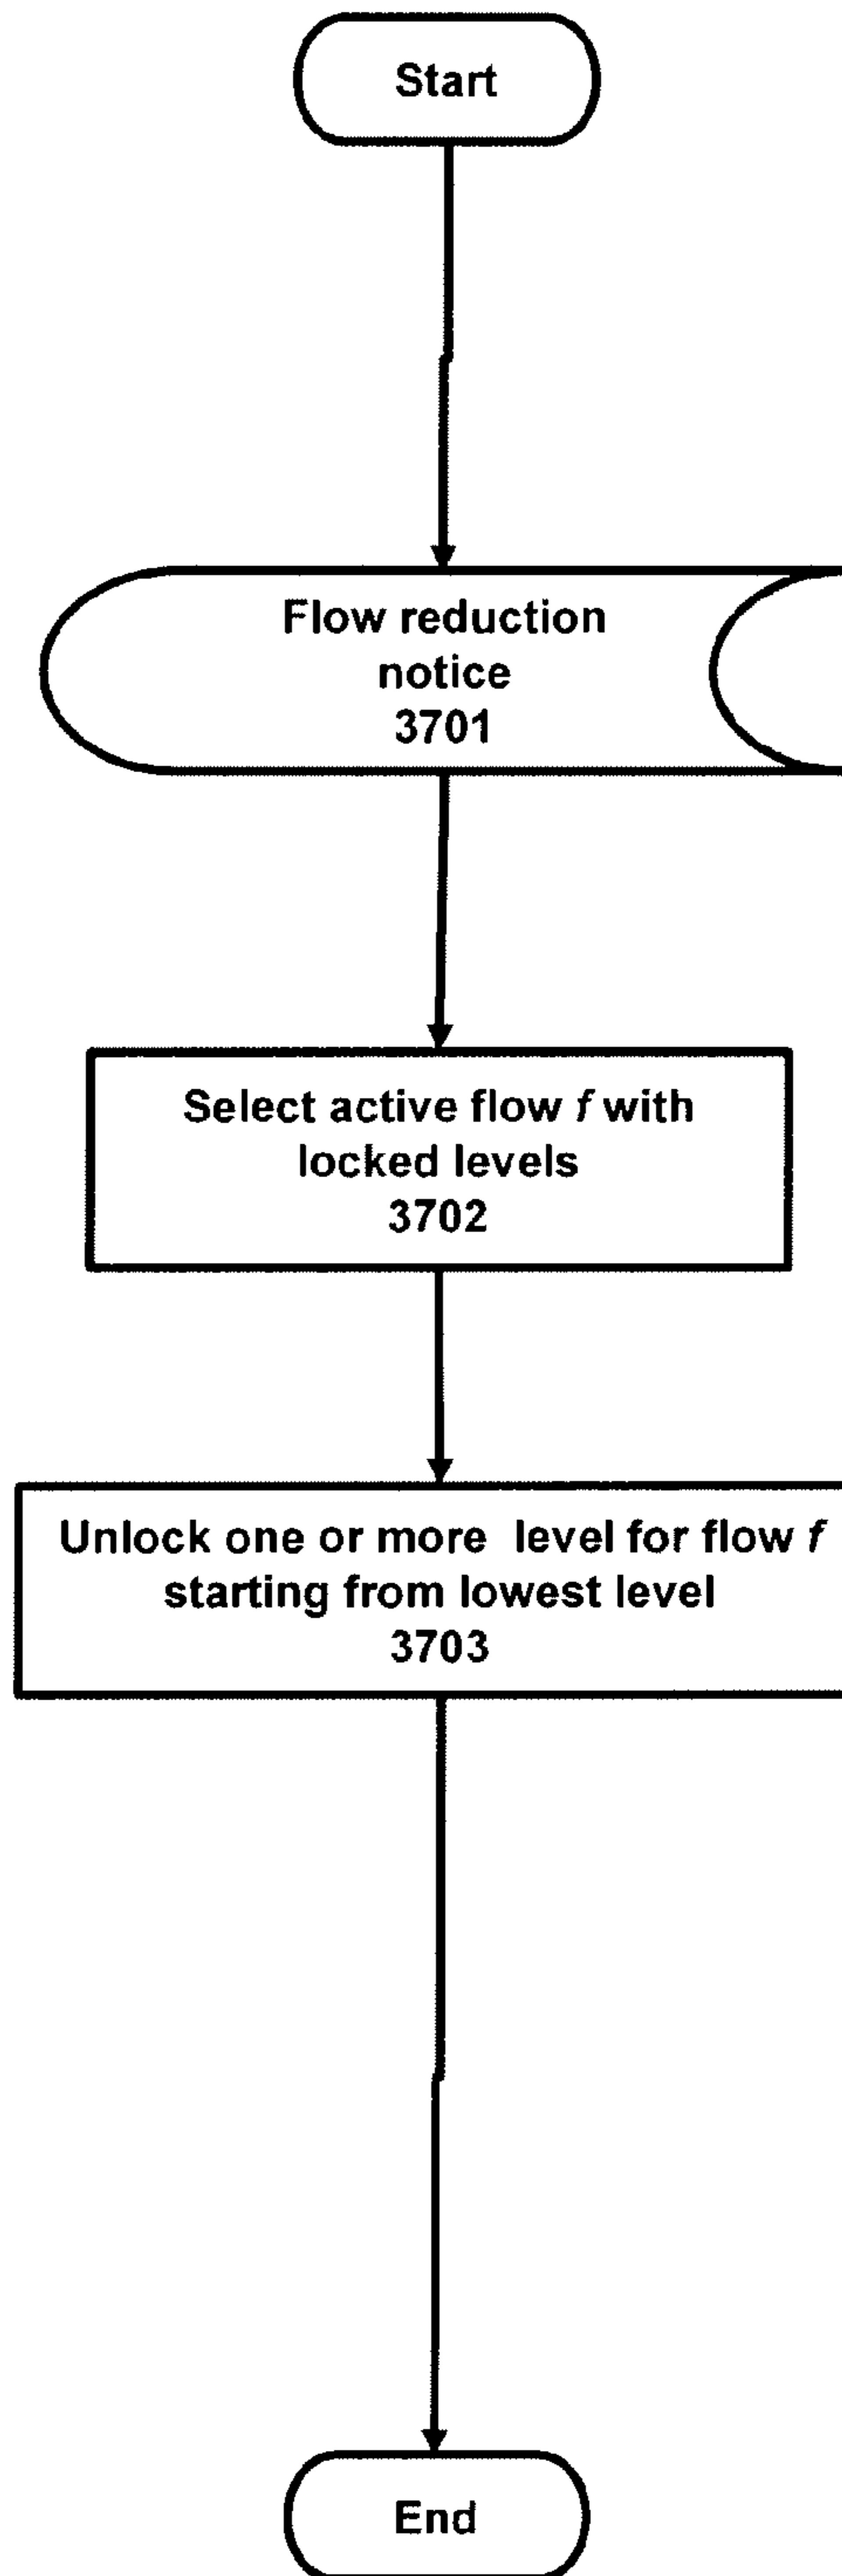 Start
Flow reduction
notice
3701
Select active flow f with
locked levels
3702
Unlock one or more level for flow f
starting from lowest level
3703
End